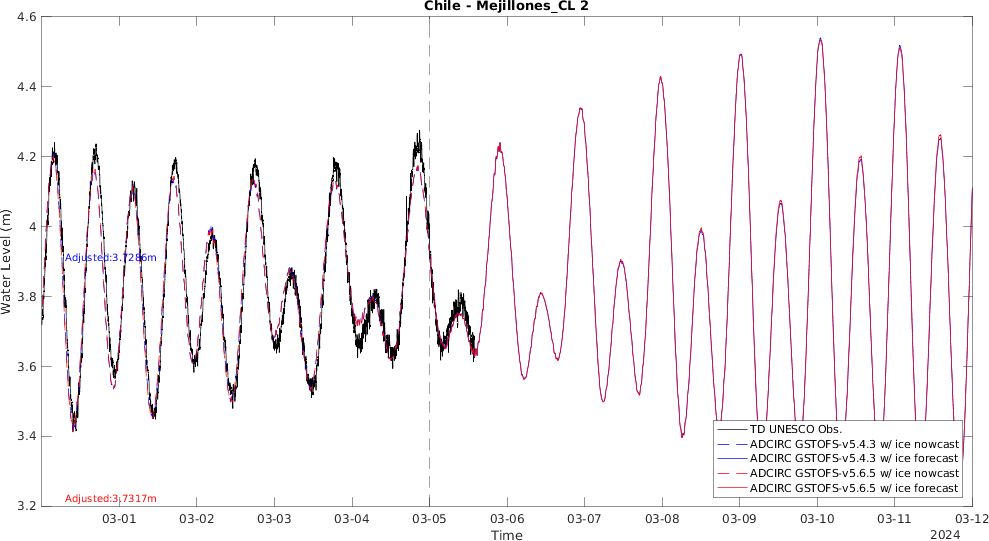 Chile - Mejillones_CL 2
4.6
4.4
4.2
4
3.8
3.6
3.4
3.2
Water Level (m)
Adjusted:3.7286m
Adjusted:3.7317m
TD UNESCO Obs.
ADCIRC GSTOFS-v5.4.3 w/ ice nowcast
ADCIRC GSTOFS-v5.4.3 w/ ice forecast
ADCIRC GSTOFS-v5.6.5 w/ ice nowcast
ADCIRC GSTOFS-v5.6.5 w/ ice forecast
03-01 03-02 03-03 03-04 03-05 03-06 03-07 03-08 03-09 03-10 03-11 03-12
Time
2024